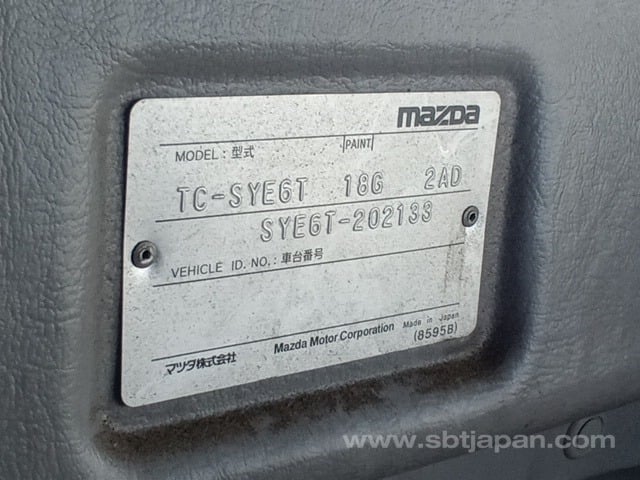 mazda
MODEL : 型式 PAINT
TC-SYE6T 18G 2AD
SYE6T-202133
VEHICLE ID. NO. : 車台番号
マツダ株式会社 Mazda Motor Corporation Made in Japan
(8595B)
www.sbtjapan.com